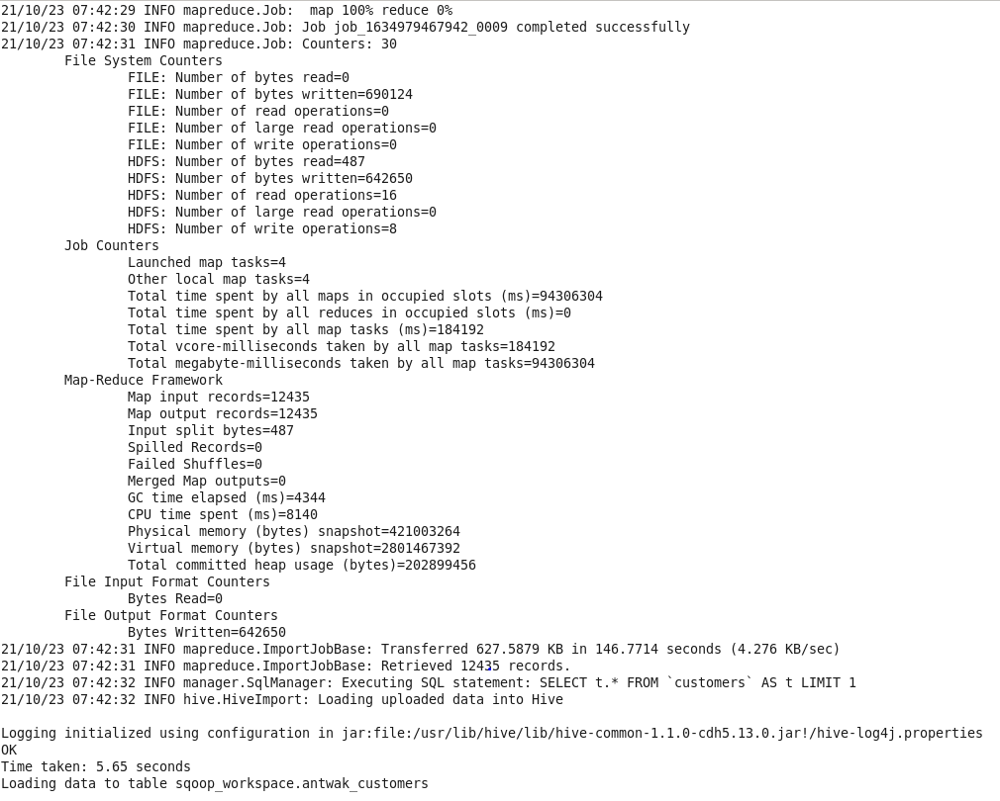 21/10/23 07:42:29 INFO mapreduce.Job:  map 100% reduce 0%
21/10/23 07:42:30 INFO mapreduce.Job: Job job_1634979467942_0009 completed successfully
21/10/23 07:42:31 INFO mapreduce.Job: Counters: 30
File System Counters
FILE: Number of bytes read=0
FILE: Number of bytes written=690124
FILE: Number of read operations=0
FILE: Number of large read operations=0
FILE: Number of write operations=0
HDFS: Number of bytes read=487
HDFS: Number of bytes written=642650
HDFS: Number of read operations=16
HDFS: Number of large read operations=0
HDFS: Number of write operations=8
Job Counters
Launched map tasks=4
Other local map tasks=4
Total time spent by all maps in occupied slots (ms)=94306304
Total time spent by all reduces in occupied slots (ms)=0
Total time spent by all map tasks (ms)=184192
Total vcore-milliseconds taken by all map tasks=184192
Total megabyte-milliseconds taken by all map tasks=94306304
Map-Reduce Framework
Map input records=12435
Map output records=12435
Input split bytes=487
Spilled Records=0
Failed Shuffles=0
Merged Map outputs=0
GC time elapsed (ms)=4344
CPU time spent (ms)=8140
Physical memory (bytes) snapshot=421003264
Virtual memory (bytes) snapshot=2801467392
Total committed heap usage (bytes)=202899456
File Input Format Counters
Bytes Read=0
File Output Format Counters
Bytes Written=642650
21/10/23 07:42:31 INFO mapreduce.ImportJobBase: Transferred 627.5879 KB in 146.7714 seconds (4.276 KB/sec)
21/10/23 07:42:31 INFO mapreduce.ImportJobBase: Retrieved 12435 records.
21/10/23 07:42:32 INFO manager.SqlManager: Executing SQL statement: SELECT t.* FROM `customers` AS t LIMIT 1
21/10/23 07:42:32 INFO hive.HiveImport: Loading uploaded data into Hive
Logging initialized using configuration in jar:file:/usr/lib/hive/lib/hive-common-1.1.0-cdh5.13.0.jar!/hive-log4j.properties
OK
Time taken: 5.65 seconds
Loading data to table sqoop_workspace.antwak_customers